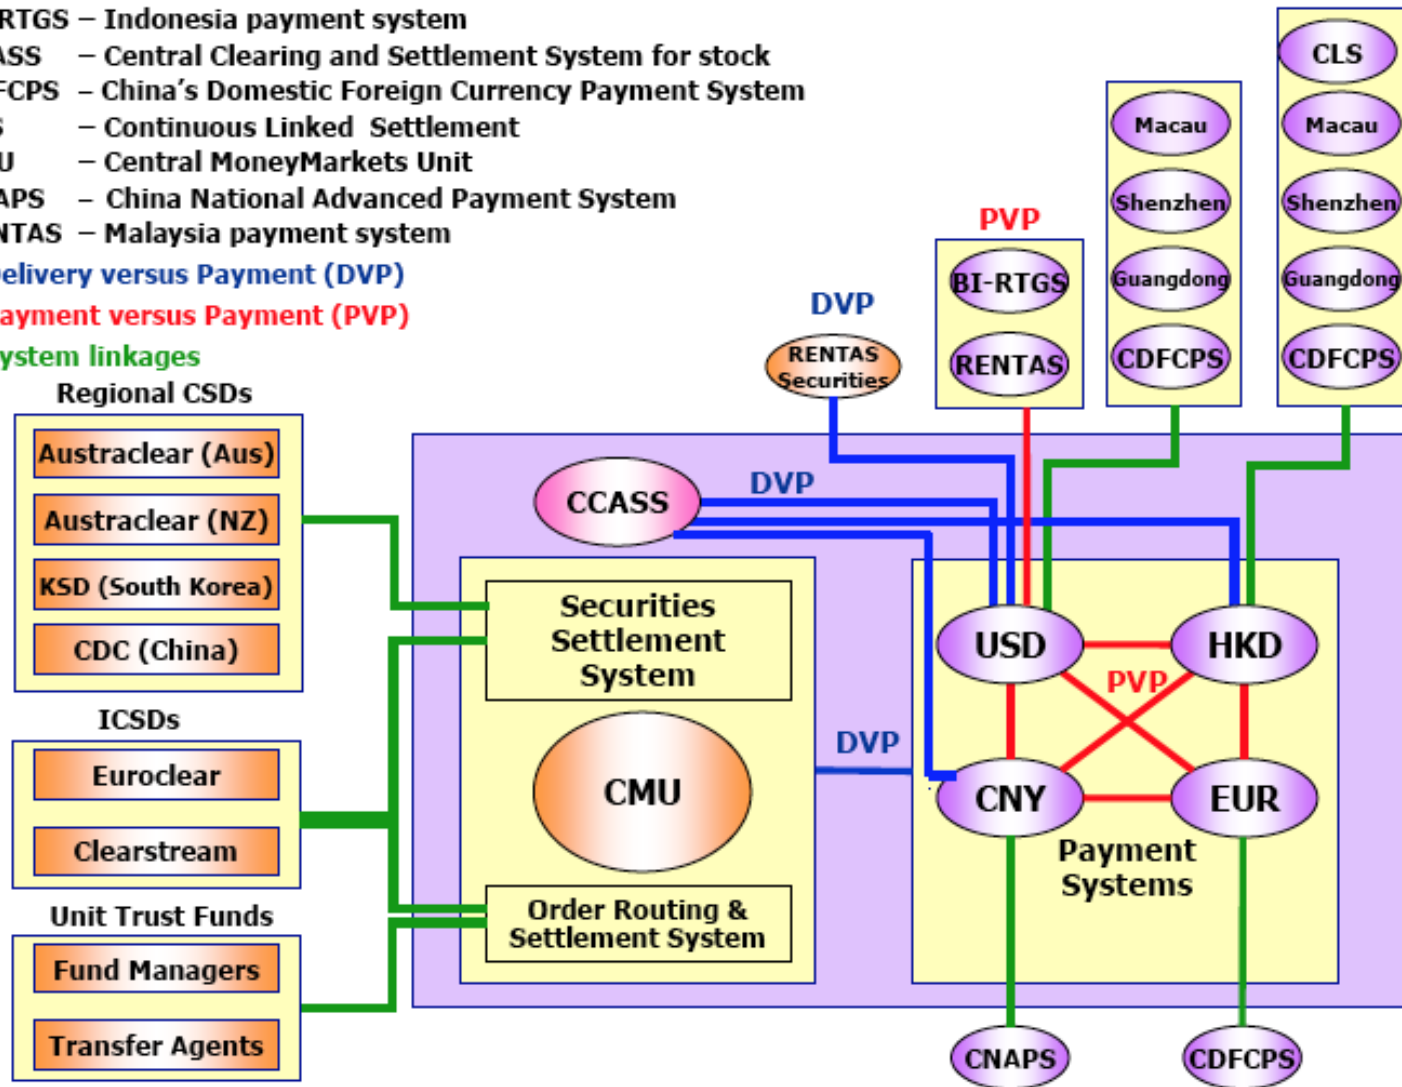 RTGS – Indonesia payment system
ASS – Central Clearing and Settlement System for stock
FCPS – China's Domestic Foreign Currency Payment System
S – Continuous Linked Settlement
U – Central MoneyMarkets Unit
APS – China National Advanced Payment System
NTAS – Malaysia payment system
elivery versus Payment (DVP)
ayment versus Payment (PVP)
ystem linkages
CLS
Macau
Shenzhen
Guangdong
CDFCPS
Macau
Shenzhen
Guangdong
CDFCPS
PVP
BI-RTGS
RENTAS
DVP
RENTAS
Securities
Regional CSDs
Austraclear (Aus)
Austraclear (NZ)
KSD (South Korea)
CDC (China)
ICSDs
Euroclear
Clearstream
Unit Trust Funds
Fund Managers
Transfer Agents
CCASS
DVP
Securities
Settlement
System
CMU
Order Routing &
Settlement System
DVP
USD
HKD
PVP
CNY
EUR
Payment
Systems
CNAPS
CDFCPS